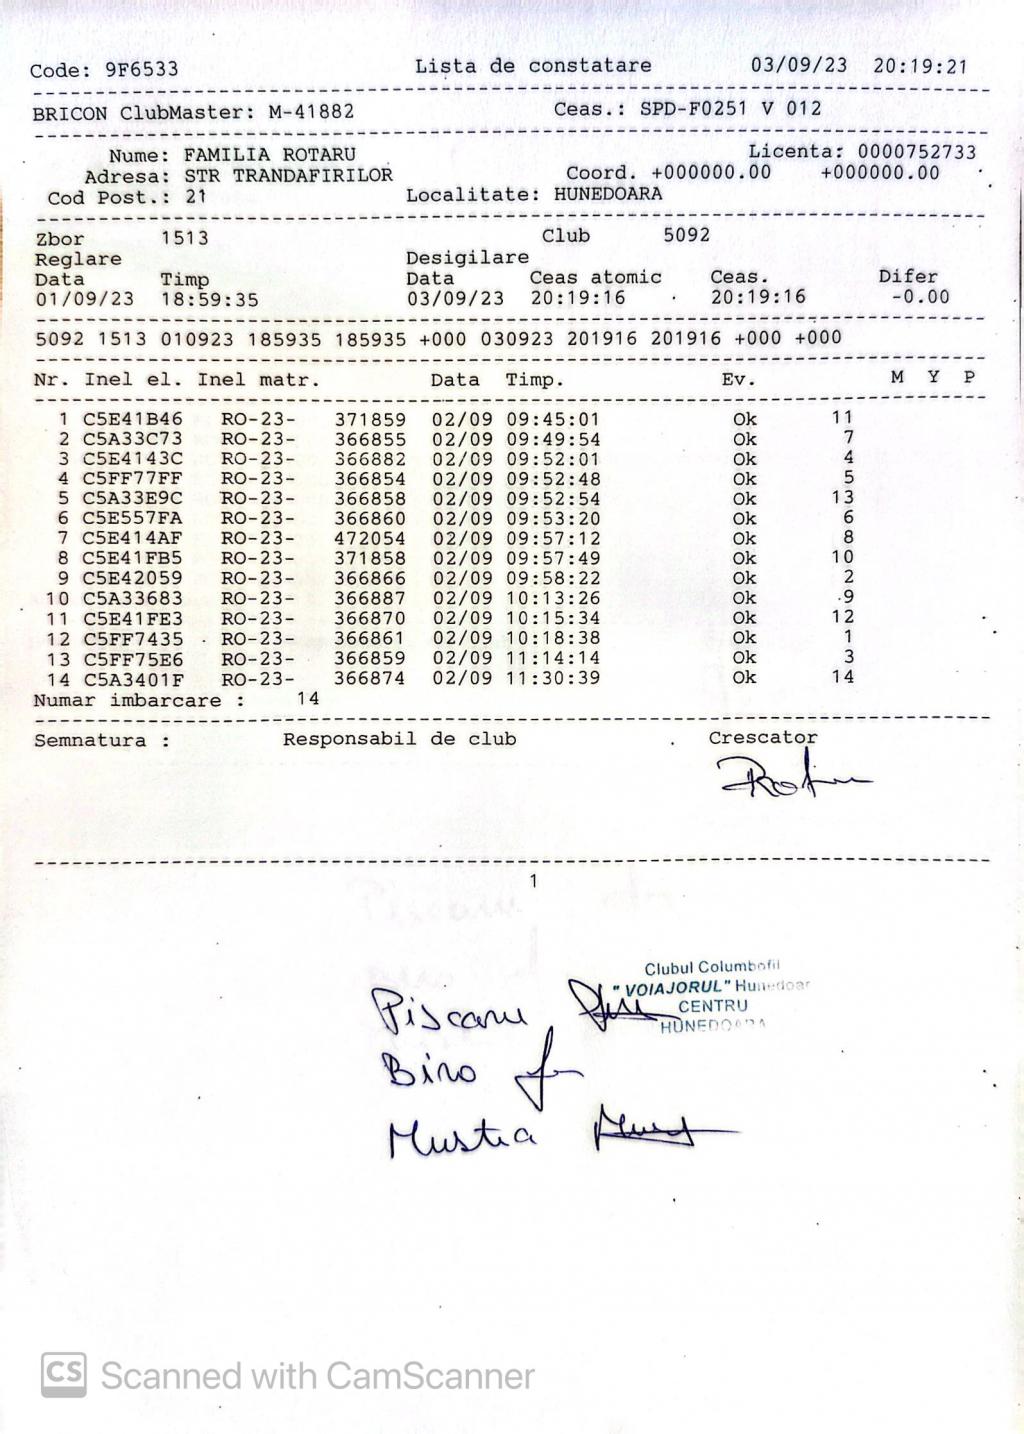 Code: 9F6533 Lista de constatare 03/09/23 20:19:21
BRICON ClubMaster: M-41882 Ceas.: SPD-F0251 V 012
Nume: FAMILIA ROTARU Licenta: 0000752733
Adresa: STR TRANDAFIRILOR Coord. +000000.00 +000000.00
Cod Post.: 21 Localitate: HUNEDOARA
Zbor 1513 Club 5092
Reglare Desigilare
Data Timp Data Ceas atomic Ceas. Difer
01/09/23 18:59:35 03/09/23 20:19:16 20:19:16 -0.00
5092 1513 010923 185935 185935 +000 030923 201916 201916 +000 +000
Nr. Inel el. Inel matr. Data Timp. Ev. M Y P
1 C5E41B46 RO-23- 371859 02/09 09:45:01 Ok 11
2 C5A33C73 RO-23- 366855 02/09 09:49:54 Ok 7
3 C5E4143C RO-23- 366882 02/09 09:52:01 Ok 4
4 C5FF77FF RO-23- 366854 02/09 09:52:48 Ok 5
5 C5A33E9C RO-23- 366858 02/09 09:52:54 Ok 13
6 C5E557FA RO-23- 366860 02/09 09:53:20 Ok 6
7 C5E414AF RO-23- 472054 02/09 09:57:12 Ok 8
8 C5E41FB5 RO-23- 371858 02/09 09:57:49 Ok 10
9 C5E42059 RO-23- 366866 02/09 09:58:22 Ok 2
10 C5A33683 RO-23- 366887 02/09 10:13:26 Ok 9
11 C5E41FE3 RO-23- 366870 02/09 10:15:34 Ok 12
12 C5FF7435 RO-23- 366861 02/09 10:18:38 Ok 1
13 C5FF75E6 RO-23- 366859 02/09 11:14:14 Ok 3
14 C5A3401F RO-23- 366874 02/09 11:30:39 Ok 14
Numar imbarcare : 14
Semnatura : Responsabil de club Crescator
1
Clubul Columbofil
"VOIAJORUL" Hunedoar
CENTRU
HUNEDOARA
Piscanu
Biro
Mustea
CS Scanned with CamScanner